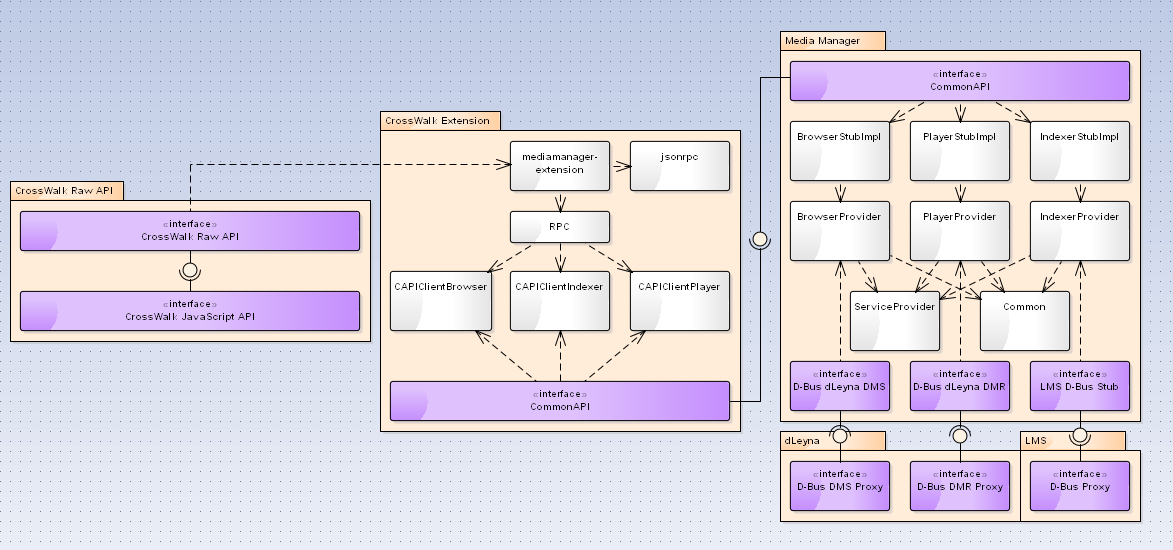 Media Manager
«interface»
CommonAPI
BrowserStubImpl
PlayerStubImpl
IndexerStubImpl
BrowserProvider
PlayerProvider
IndexerProvider
ServiceProvider
Common
«interface»
D-Bus dLeyna DMS
«interface»
D-Bus dLeyna DMR
«interface»
LMS D-Bus Stub
CrossWalk Extension
mediamanager-
extension
jsonrpc
RPC
CAPIClientBrowser
CAPIClientIndexer
CAPIClientPlayer
«interface»
CommonAPI
CrossWalk Raw API
«interface»
CrossWalk Raw API
«interface»
CrossWalk JavaScript API
dLeyna
«interface»
D-Bus DMS Proxy
«interface»
D-Bus DMR Proxy
LMS
«interface»
D-Bus Proxy